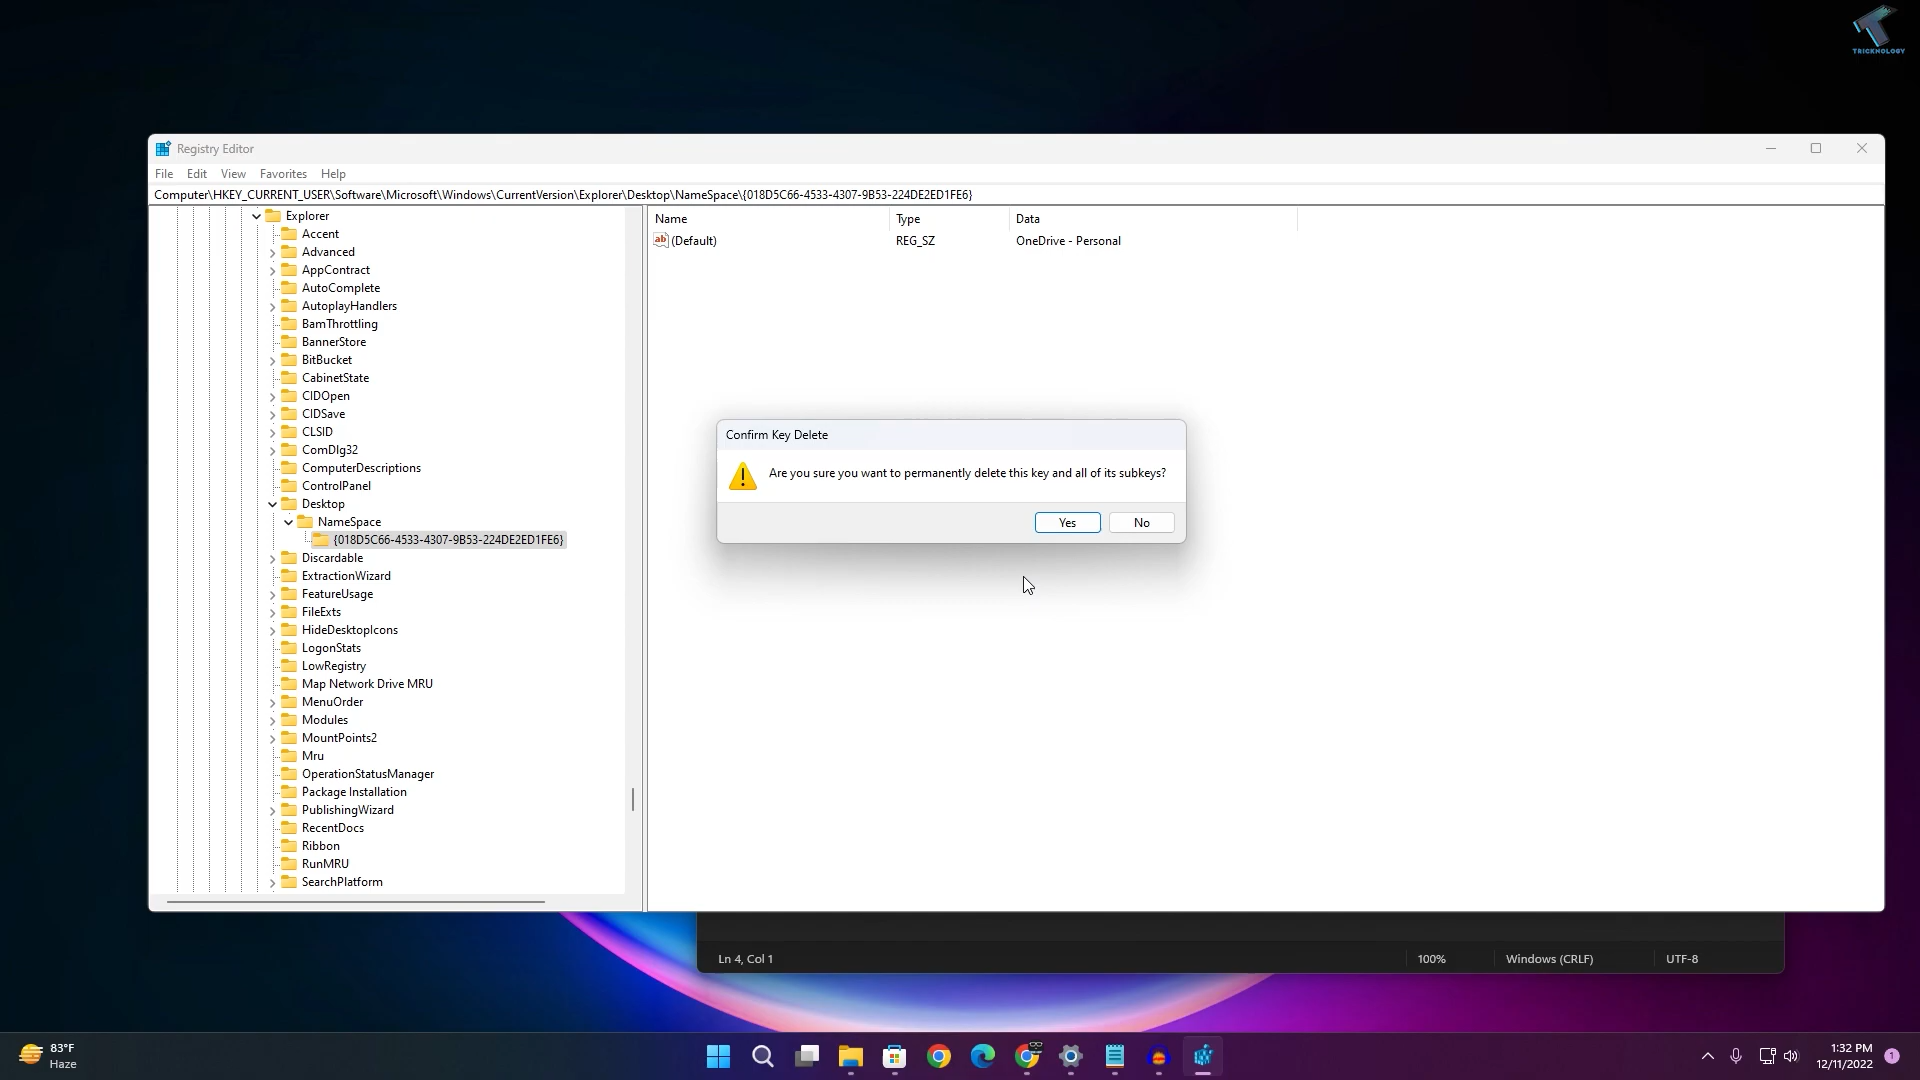 TRICKNOLOGY
Registry Editor
File Edit View Favorites Help
Computer\HKEY_CURRENT_USER\Software\Microsoft\Windows\CurrentVersion\Explorer\Desktop\NameSpace\{018D5C66-4533-4307-9B53-224DE2ED1FE6}
Explorer
Accent
Advanced
AppContract
AutoComplete
AutoplayHandlers
BamThrottling
BannerStore
BitBucket
CabinetState
CIDOpen
CIDSave
CLSID
ComDlg32
ComputerDescriptions
ControlPanel
Desktop
NameSpace
{018D5C66-4533-4307-9B53-224DE2ED1FE6}
Discardable
ExtractionWizard
FeatureUsage
FileExts
HideDesktopIcons
LogonStats
LowRegistry
Map Network Drive MRU
MenuOrder
Modules
MountPoints2
Mru
OperationStatusManager
Package Installation
PublishingWizard
RecentDocs
Ribbon
RunMRU
SearchPlatform
Name Type Data
ab (Default) REG_SZ OneDrive - Personal
Confirm Key Delete
Are you sure you want to permanently delete this key and all of its subkeys?
Yes No
Ln 4, Col 1 100% Windows (CRLF) UTF-8
83°F
Haze
1:32 PM
12/11/2022
1